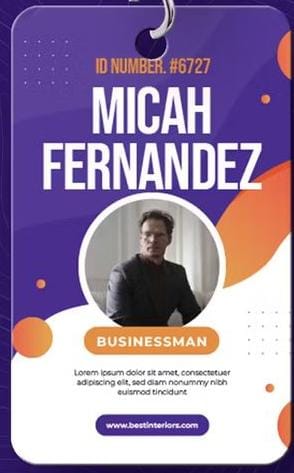 ID NUMBER. #6727
MICAH
FERNANDEZ
BUSINESSMAN
Lorem ipsum dolor sit amet, consectetuer
adipiscing elit, sed diam nonummy nibh
euismod tincidunt
www.bestinteriors.com